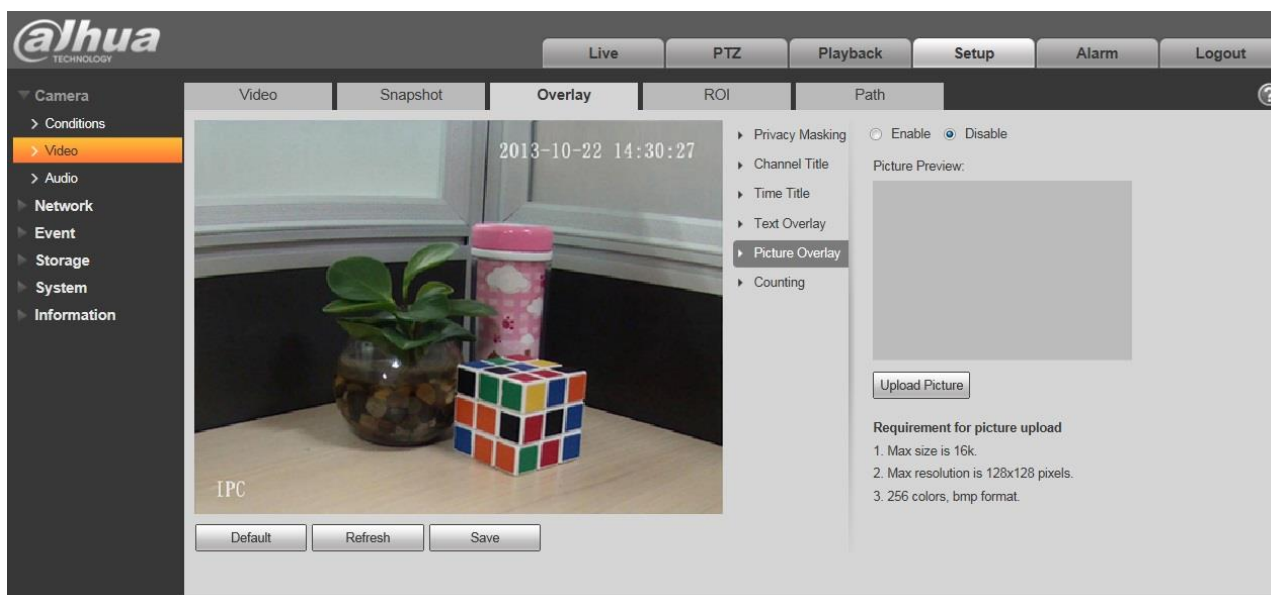 alhua
TECHNOLOGY
Live
PTZ
Playback
Setup
Alarm
Logout
Camera
Conditions
Video
Audio
Network
Event
Storage
System
Information
Video
Snapshot
Overlay
ROI
Path
?
2013-10-22 14:30:27
IPC
Default
Refresh
Save
Privacy Masking
Channel Title
Time Title
Text Overlay
Picture Overlay
Counting
Enable
Disable
Picture Preview:
Upload Picture
Requirement for picture upload
1. Max size is 16k.
2. Max resolution is 128x128 pixels.
3. 256 colors, bmp format.